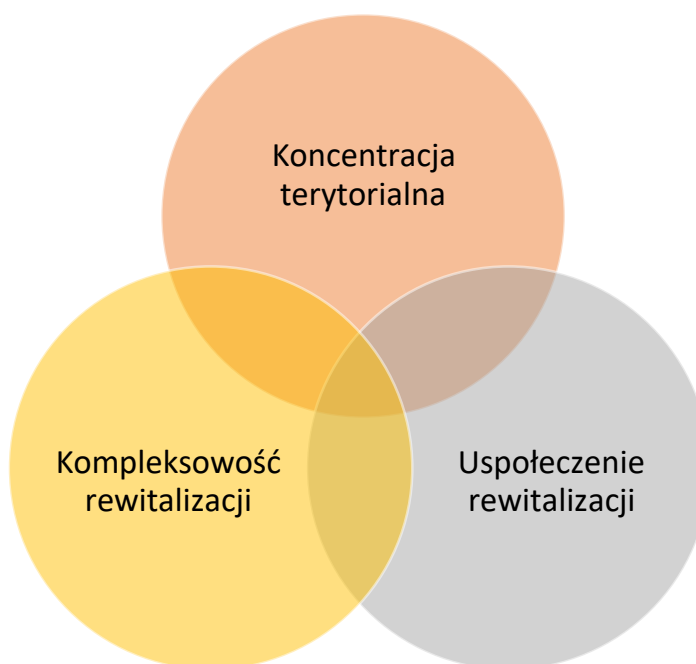 Koncentracja
terytorialna
Kompleksowość
rewitalizacji
Uspołeczenie
rewitalizacji